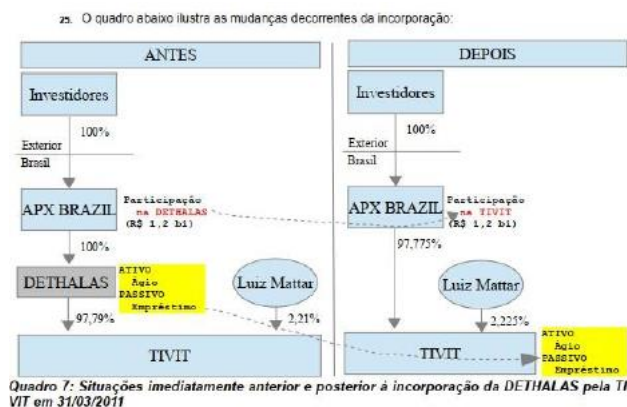 25. O quadro abaixo ilustra as mudanças decorrentes da incorporação:
ANTES
Investidores
100%
Exterior
Brasil
APX BRAZIL
Participação
na DETHALAS
(R$ 1,2 bi)
100%
DETHALAS
ATIVO
Ágio
PASSIVO
Empréstimo
Luiz Mattar
97,79%
2,21%
TIVIT
DEPOIS
Investidores
100%
Exterior
Brasil
APX BRAZIL
Participação
na TIVIT
(R$ 1,2 bi)
97,775%
Luiz Mattar
2,225%
TIVIT
ATIVO
Ágio
PASSIVO
Empréstimo
Quadro 7: Situações imediatamente anterior e posterior à incorporação da DETHALAS pela TI
VIT em 31/03/2011